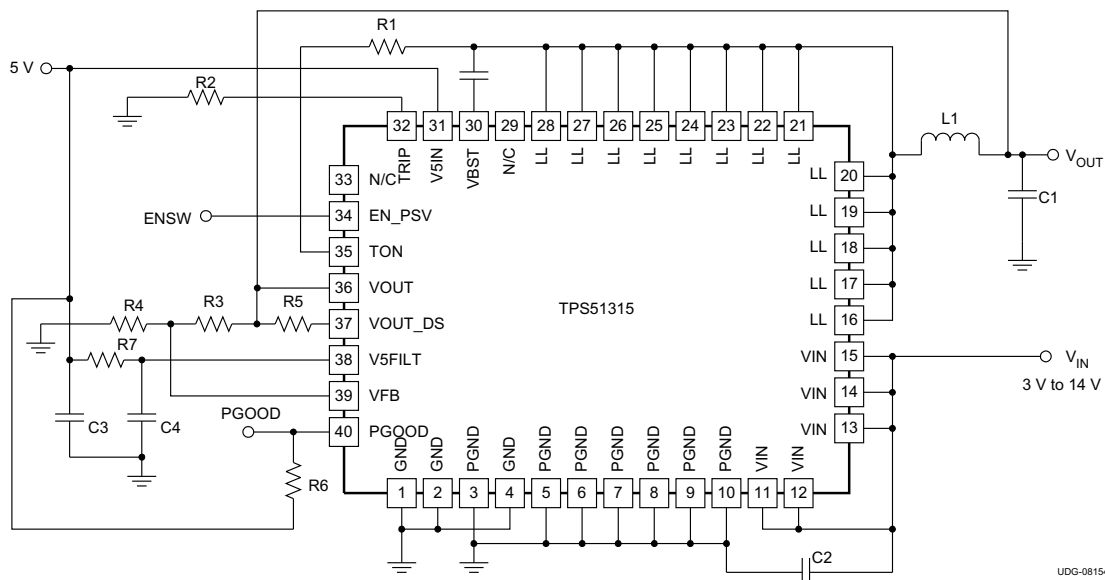 R1
5 V
R2
32 31 30 29 28 27 26 25 24 23 22 21
TRIP V5IN VBST N/C LL LL LL LL LL LL LL LL
L1
VOUT
C1
33 N/C
ENSW 34 EN_PSV
35 TON
36 VOUT
R4 R3 R5 37 VOUT_DS
R7 38 V5FILT
39 VFB
PGOOD 40 PGOOD
C3 C4
R6
TPS51315
LL 20
LL 19
LL 18
LL 17
LL 16
VIN 15
VIN
3 V to 14 V
VIN 14
VIN 13
GND GND PGND GND PGND PGND PGND PGND PGND PGND VIN VIN
1 2 3 4 5 6 7 8 9 10 11 12
C2